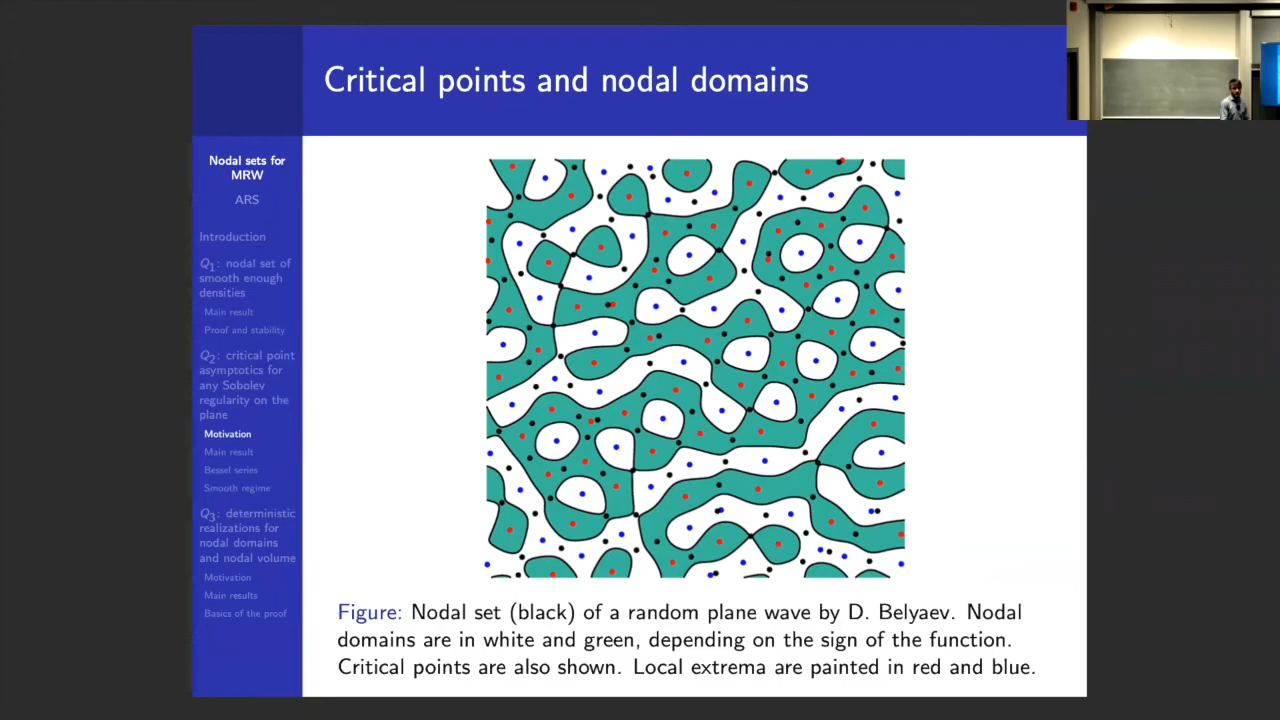 Critical points and nodal domains
Nodal sets for
MRW
ARS
Introduction
Q1: nodal set of
smooth enough
densities
Main result
Proof and stability
Q2: critical point
asymptotics for
any Sobolev
regularity on the
plane
Motivation
Main result
Bessel series
Smooth regime
Q3: deterministic
realizations for
nodal domains
and nodal volume
Motivation
Main results
Basics of the proof
Figure: Nodal set (black) of a random plane wave by D. Belyaev. Nodal
domains are in white and green, depending on the sign of the function.
Critical points are also shown. Local extrema are painted in red and blue.